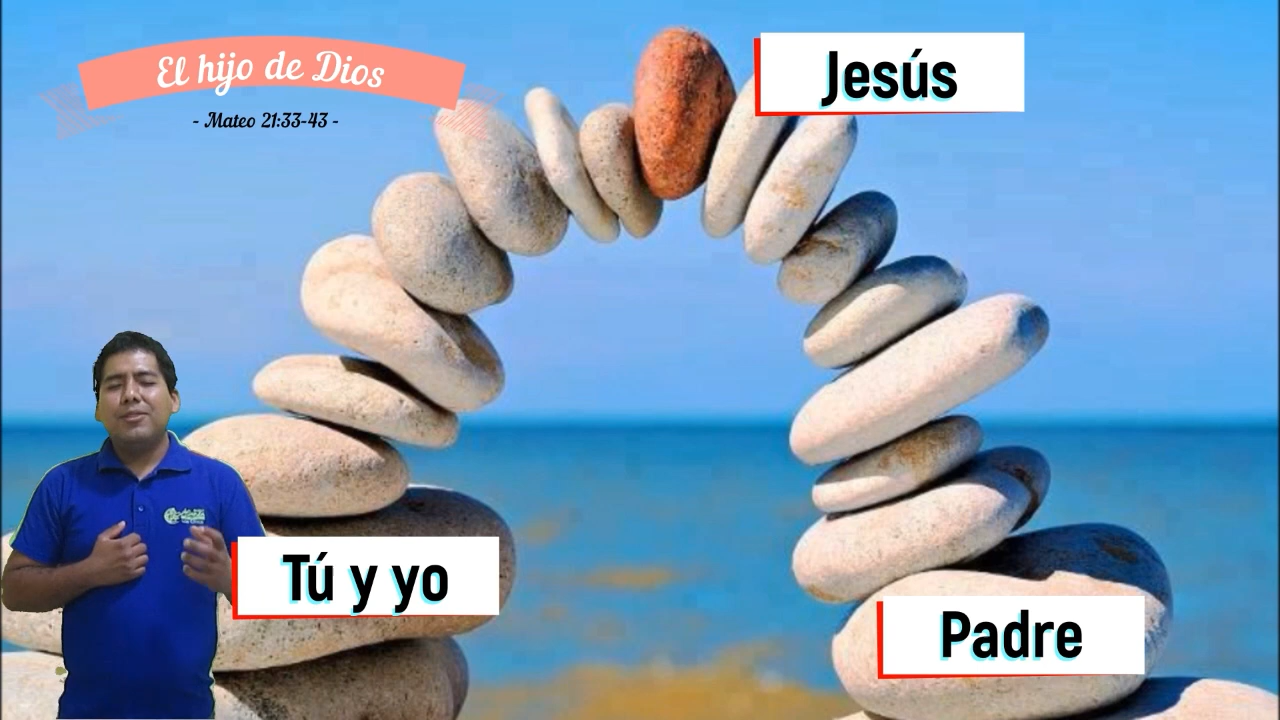 El hijo de Dios
- Mateo 21:33-43 -
Jesús
Tú y yo
Padre